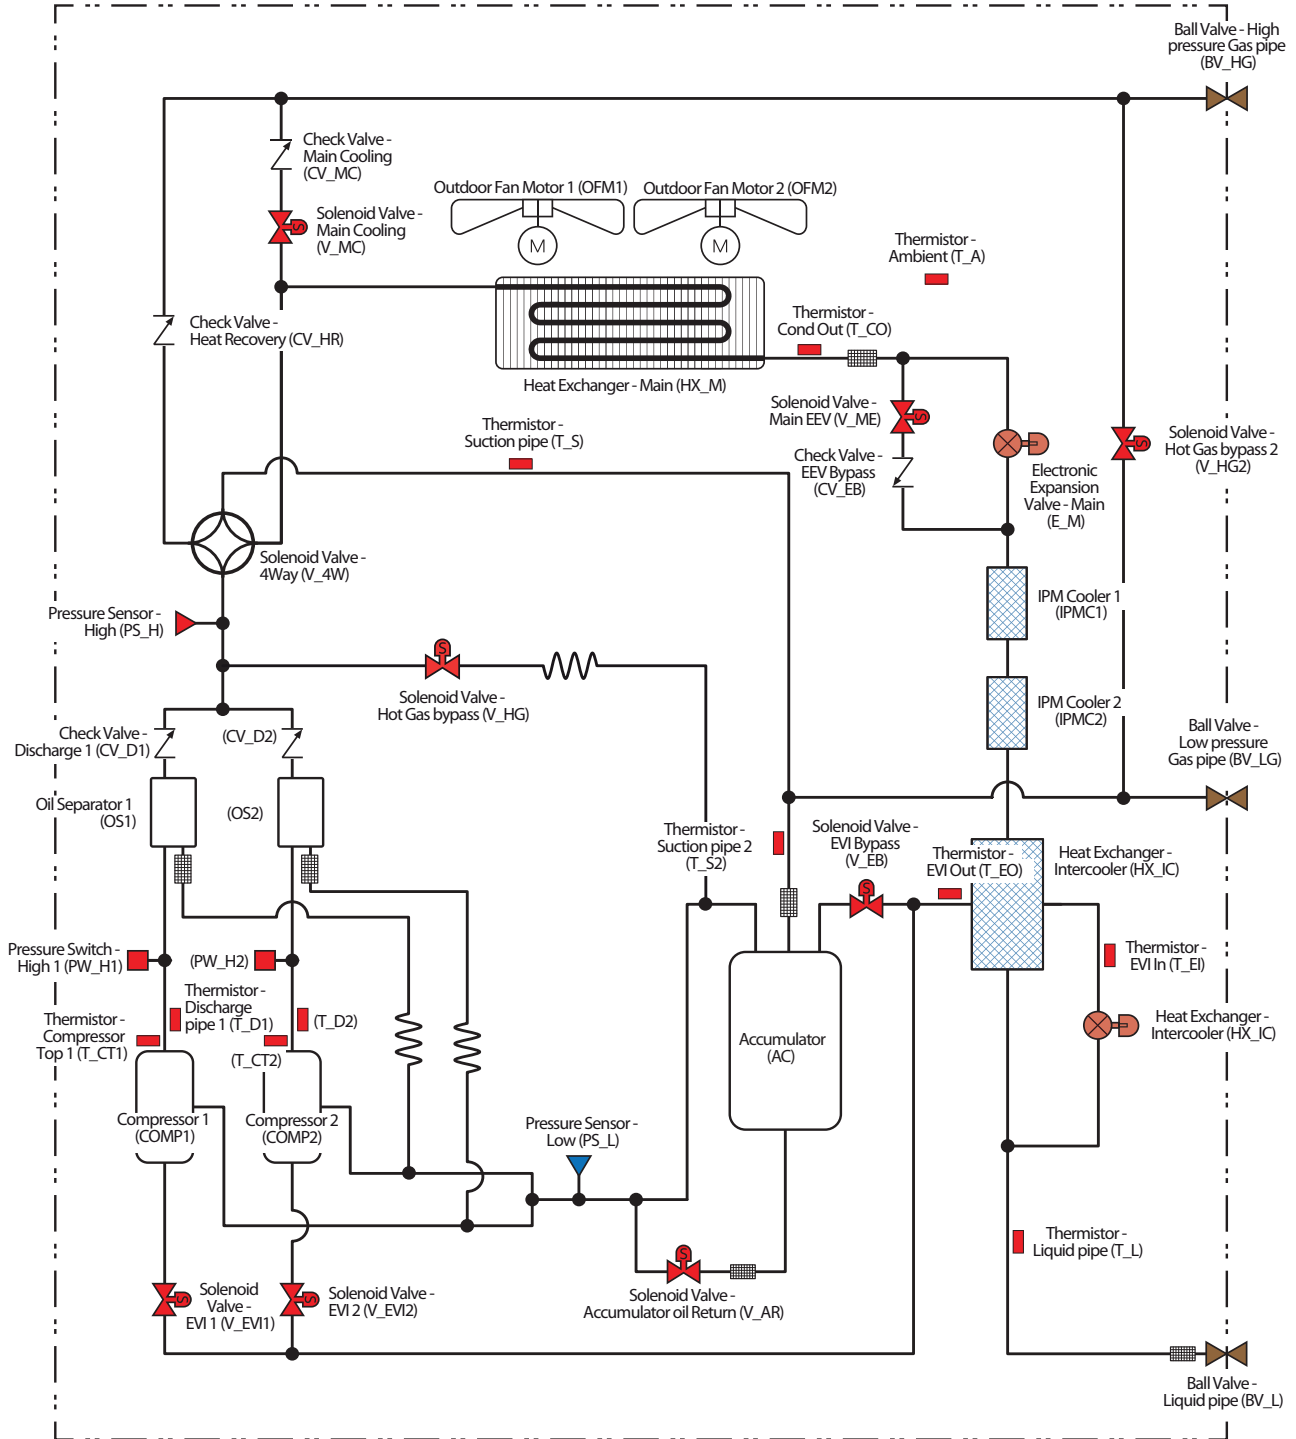 Ball Valve - High
pressure Gas pipe
(BV_HG)
Check Valve -
Main Cooling
(CV_MC)
Outdoor Fan Motor 1 (OFM1)
Outdoor Fan Motor 2 (OFM2)
M
M
S
Solenoid Valve -
Main Cooling
(V_MC)
Thermistor -
Ambient (T_A)
Check Valve -
Heat Recovery (CV_HR)
Thermistor -
Cond Out (T_CO)
Heat Exchanger - Main (HX_M)
Solenoid Valve -
Main EEV (V_ME)
S
Thermistor -
Suction pipe (T_S)
Check Valve -
EEV Bypass
(CV_EB)
Electronic
Expansion
Valve - Main
(E_M)
S
Solenoid Valve -
Hot Gas bypass 2
(V_HG2)
Solenoid Valve -
4Way (V_4W)
IPM Cooler 1
(IPMC1)
Pressure Sensor -
High (PS_H)
S
Solenoid Valve -
Hot Gas bypass (V_HG)
IPM Cooler 2
(IPMC2)
Check Valve -
Discharge 1 (CV_D1)
(CV_D2)
Ball Valve -
Low pressure
Gas pipe (BV_LG)
Oil Separator 1
(OS1)
(OS2)
Thermistor -
Suction pipe 2
(T_S2)
Solenoid Valve -
EVI Bypass
(V_EB)
S
Thermistor -
EVI Out (T_EO)
Heat Exchanger -
Intercooler (HX_IC)
Pressure Switch -
High 1 (PW_H1)
(PW_H2)
Thermistor -
EVI In (T_EI)
Thermistor -
Discharge
pipe 1 (T_D1)
(T_D2)
Thermistor -
Compressor
Top 1 (T_CT1)
(T_CT2)
Accumulator
(AC)
Heat Exchanger -
Intercooler (HX_IC)
Compressor 1
(COMP1)
Compressor 2
(COMP2)
Pressure Sensor -
Low (PS_L)
Thermistor -
Liquid pipe (T_L)
S
Solenoid Valve -
Accumulator oil Return (V_AR)
S
Solenoid
Valve -
EVI 1 (V_EVI1)
S
Solenoid Valve -
EVI 2 (V_EVI2)
Ball Valve -
Liquid pipe (BV_L)